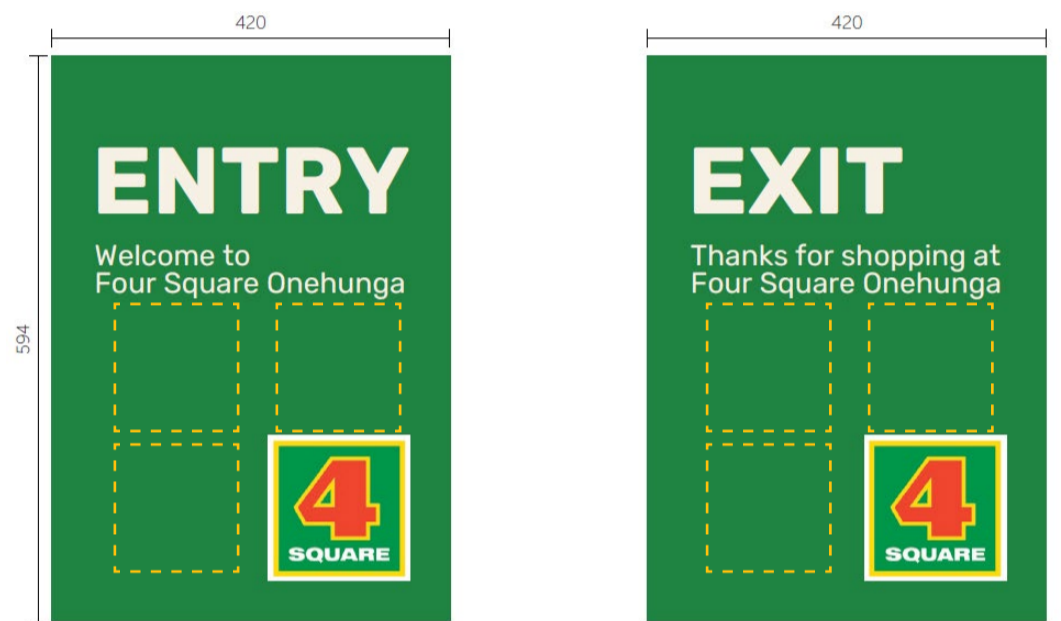 420
594
ENTRY
Welcome to
Four Square Onehunga
4
SQUARE
420
EXIT
Thanks for shopping at
Four Square Onehunga
4
SQUARE